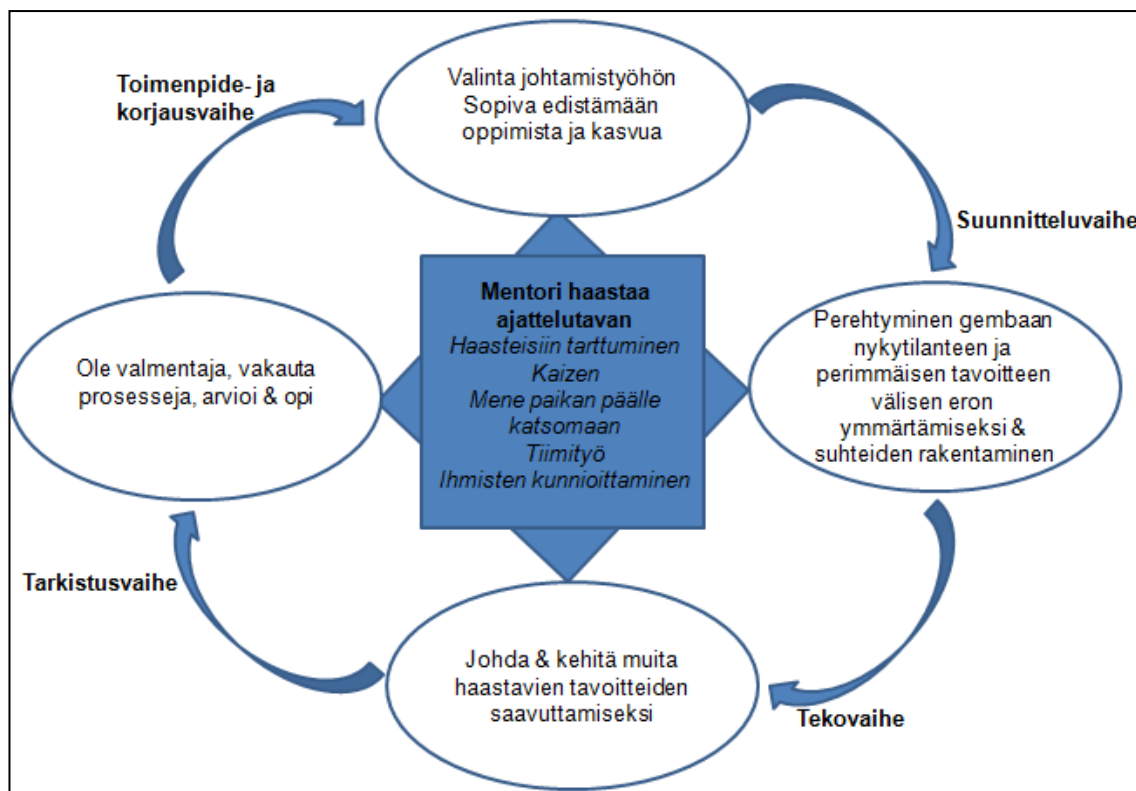 Toimenpide- ja
korjausvaihe
Valinta johtamistyöhön
Sopiva edistämään
oppimista ja kasvua
Suunnitteluvaihe
Mentori haastaa
ajattelutavan
Haasteisiin tarttuminen
Kaizen
Mene paikan päälle
katsomaan
Tiimityö
Ihmisten kunnioittaminen
Perehtyminen gembaan
nykytilanteen ja
perimmäisen tavoitteen
välisen eron
ymmärtämiseksi &
suhteiden rakentaminen
Ole valmentaja, vakauta
prosesseja, arvioi & opi
Tarkistusvaihe
Johda & kehitä muita
haastavien tavoitteiden
saavuttamiseksi
Tekovaihe